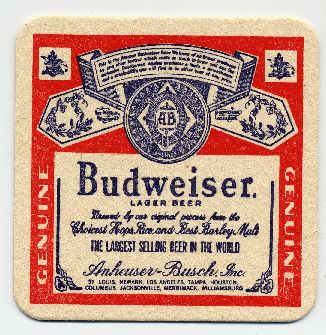 AB
GENUINE
GENUINE
Budweiser.
LAGER BEER
Brewed by our original process from the
Choicest Hops, Rice and Best Barley Malt
THE LARGEST SELLING BEER IN THE WORLD
Anheuser-Busch, Inc.
ST. LOUIS, NEWARK, LOS ANGELES, TAMPA, HOUSTON,
COLUMBUS, JACKSONVILLE, MERRIMACK, WILLIAMSBURG